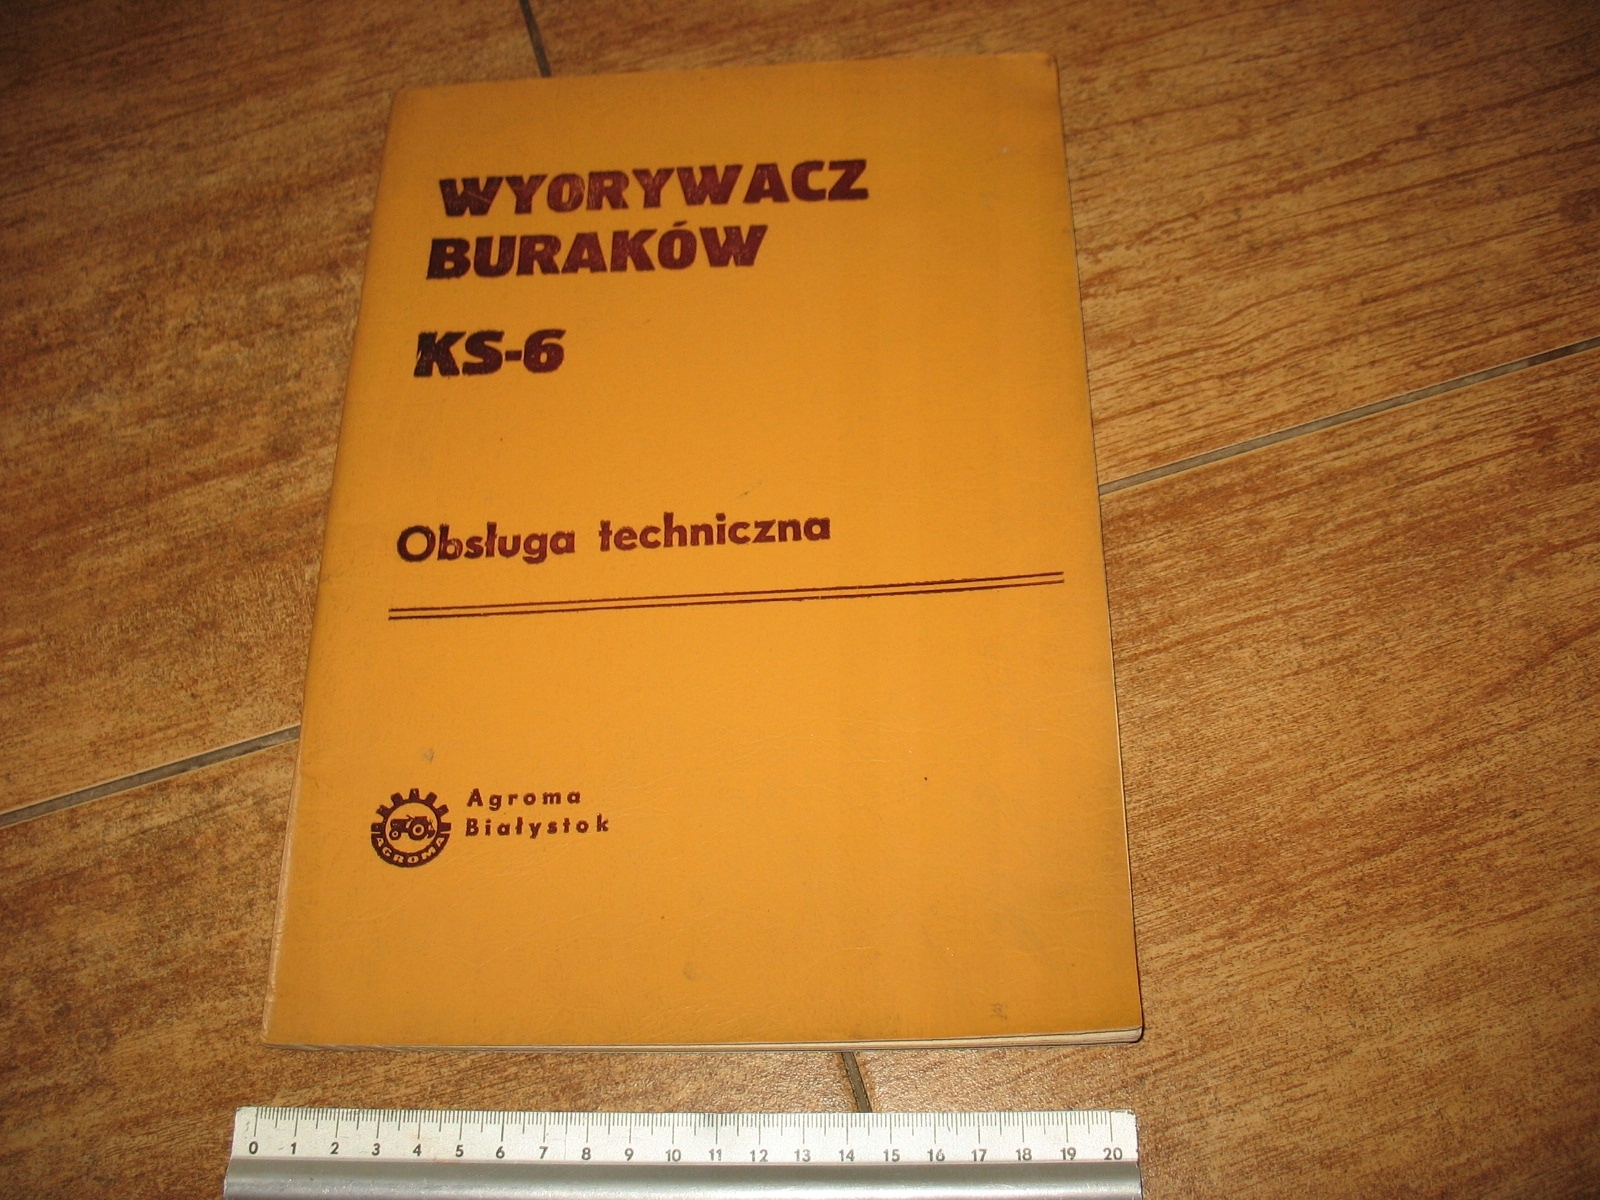 WYORYWACZ
BURAKÓW
KS-6
Obsługa techniczna
Agroma
Białystok
AGROMA
0 1 2 3 4 5 6 7 8 9 10 11 12 13 14 15 16 17 18 19 20